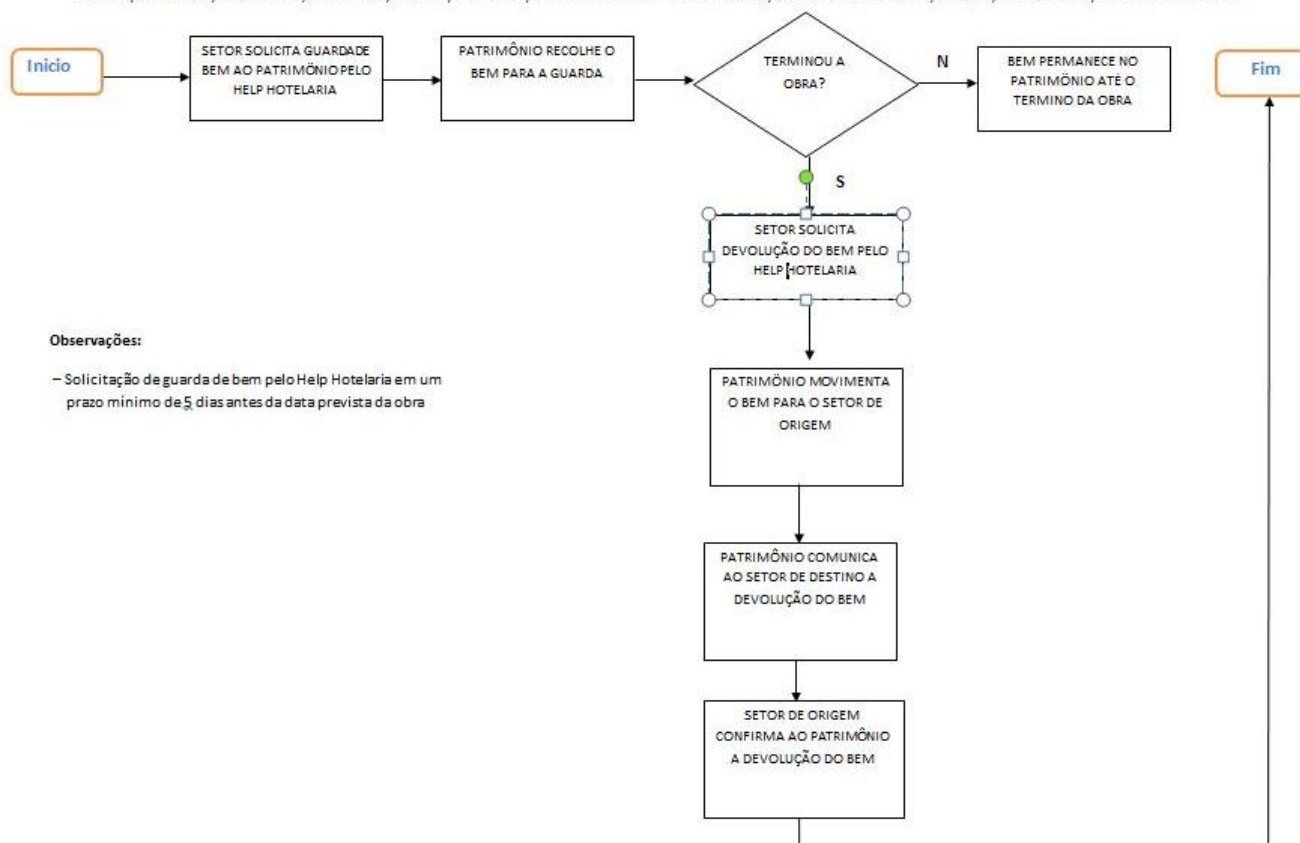 Inicio
SETOR SOLICITA GUARDADE
BEM AO PATRIMÔNIO PELO
HELP HOTELARIA
PATRIMÔNIO RECOLHE O
BEM PARA A GUARDA
TERMINOU A
OBRA?
N
BEM PERMANECE NO
PATRIMÔNIO ATÉ O
TERMINO DA OBRA
Fim
S
SETOR SOLICITA
DEVOLUÇÃO DO BEM PELO
HELP HOTELARIA
Observações:
– Solicitação de guarda de bem pelo Help Hotelaria em um
prazo mínimo de 5 dias antes da data prevista da obra
PATRIMÔNIO MOVIMENTA
O BEM PARA O SETOR DE
ORIGEM
PATRIMÔNIO COMUNICA
AO SETOR DE DESTINO A
DEVOLUÇÃO DO BEM
SETOR DE ORIGEM
CONFIRMA AO PATRIMÔNIO
A DEVOLUÇÃO DO BEM